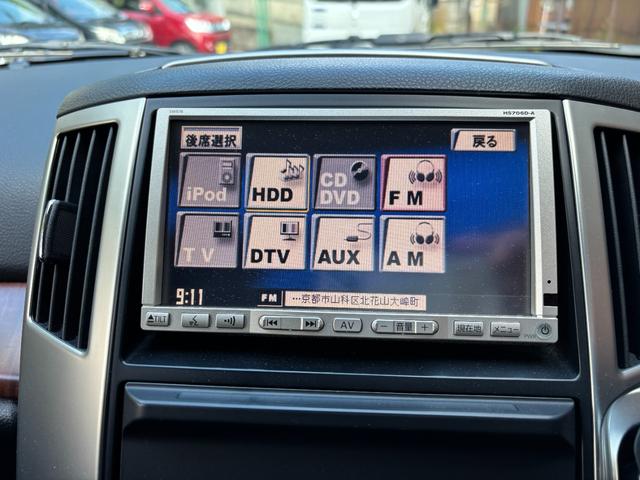 HS706D-A
後席選択
戻る
iPod
HDD
CD DVD
FM
TV
DTV
AUX
AM
9:11
FM
…京都市山科区北花山大峰町
▲TILT
AV
− 音量 +
現在地
メニュー
PWR